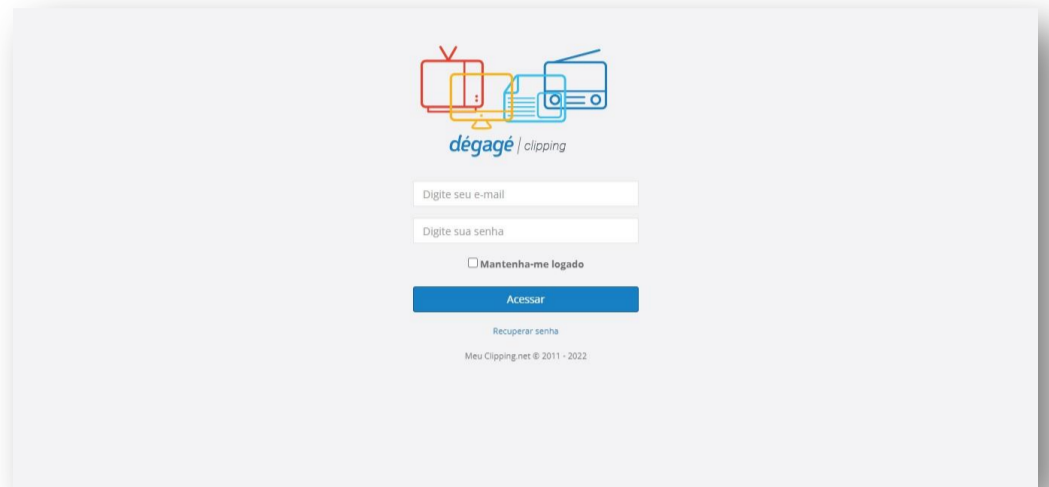 dégagé | clipping
Digite seu e-mail
Digite sua senha
Mantenha-me logado
Acessar
Recuperar senha
Meu Clipping.net © 2011 - 2022